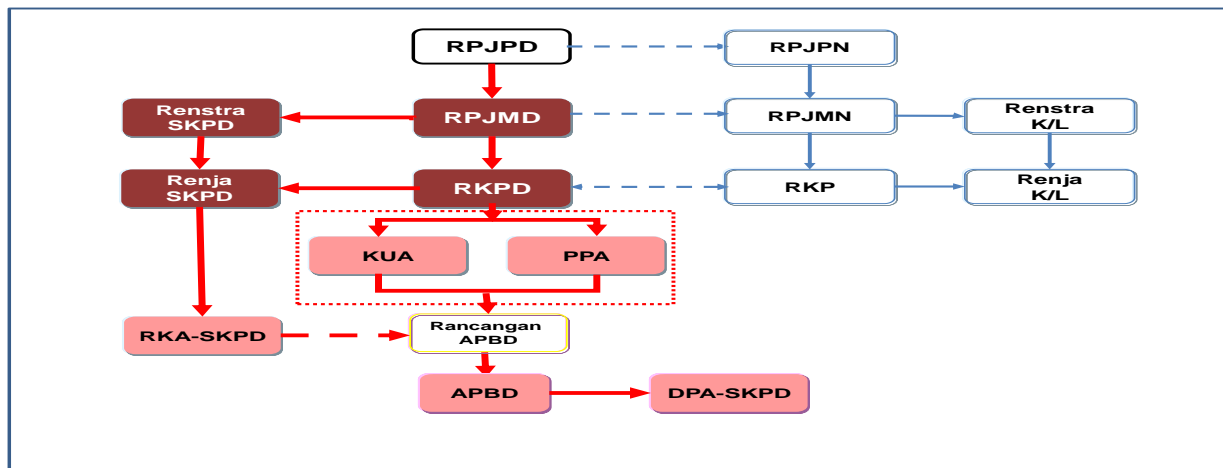 RPJPD
RPJPN
Renstra
SKPD
RPJMD
RPJMN
Renstra
K/L
Renja
SKPD
RKPD
RKP
Renja
K/L
KUA
PPA
RKA-SKPD
Rancangan
APBD
APBD
DPA-SKPD